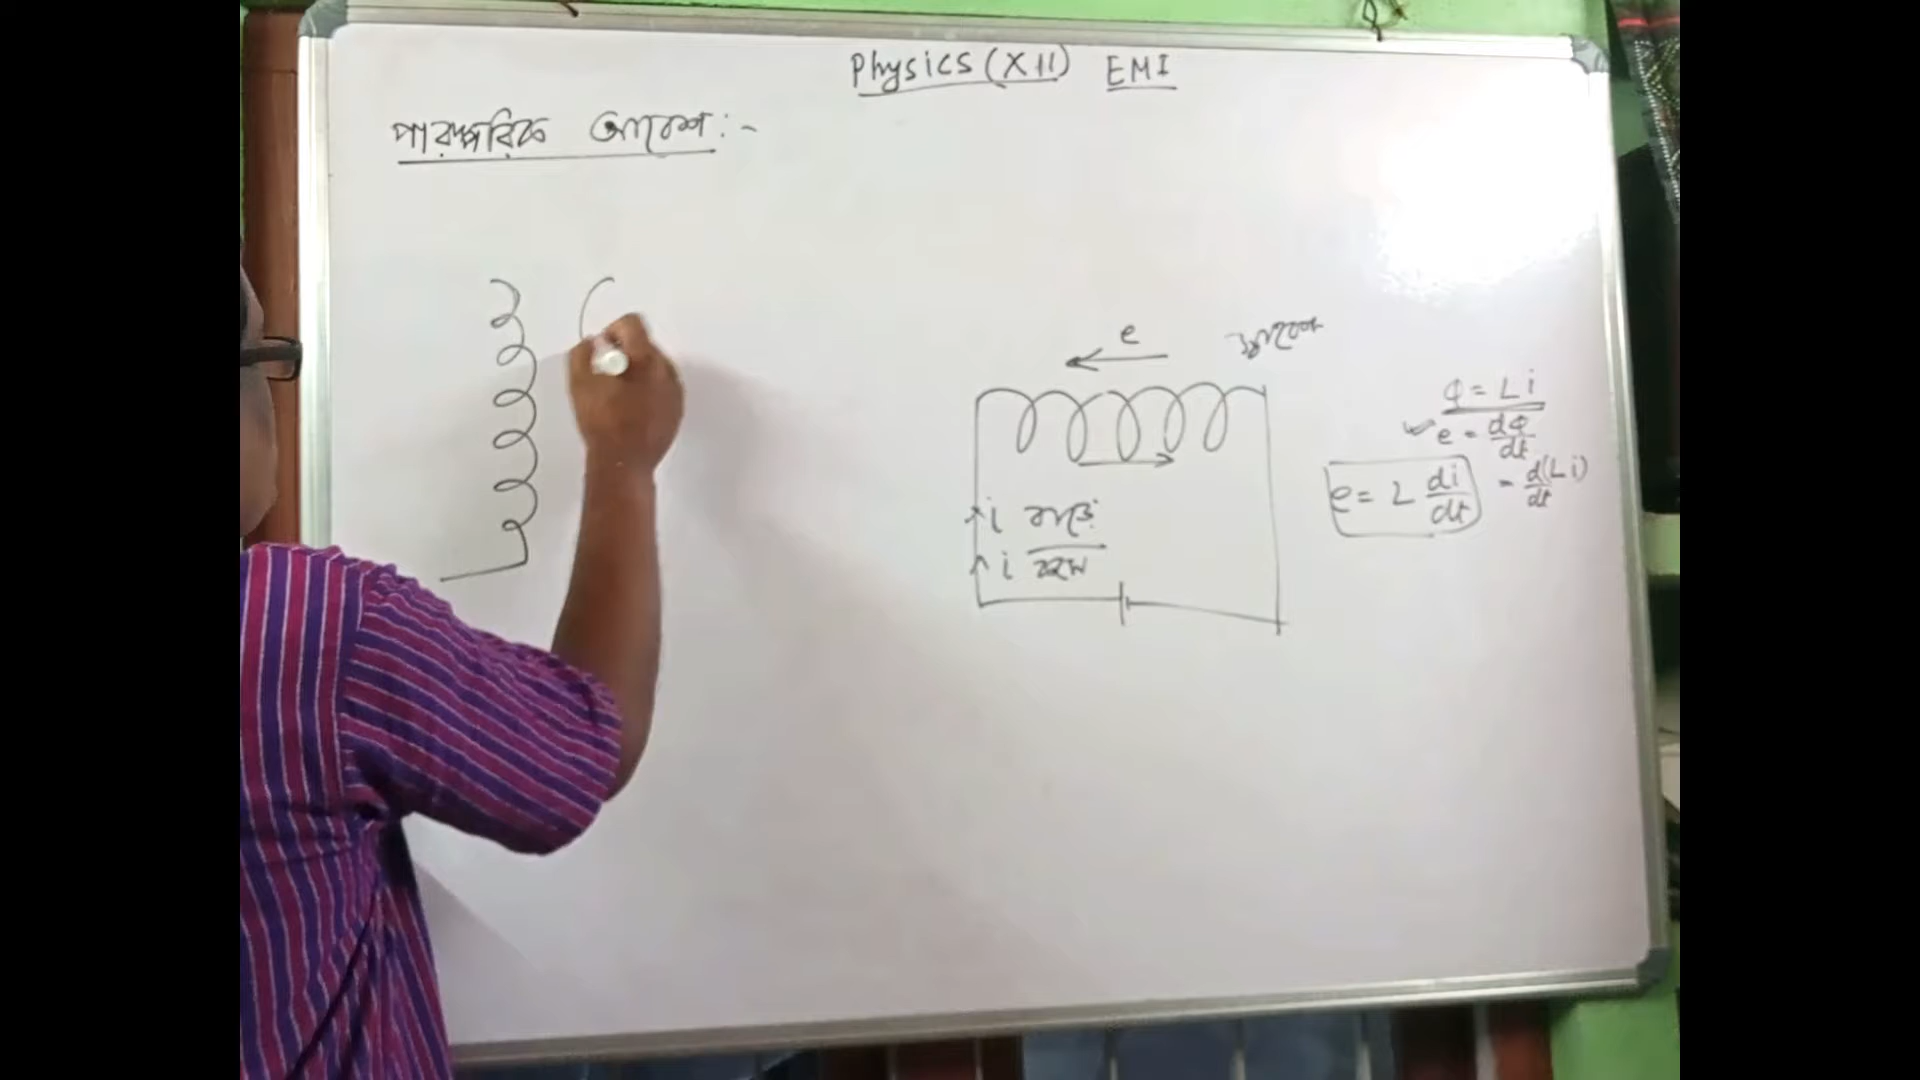 Physics (XII) EMI
পারস্পরিক আবেশ :-
e
Φ = Li
e = dΦ/dt
e = L di/dt = d(Li)/dt
i বাড়ে
i হ্রাস